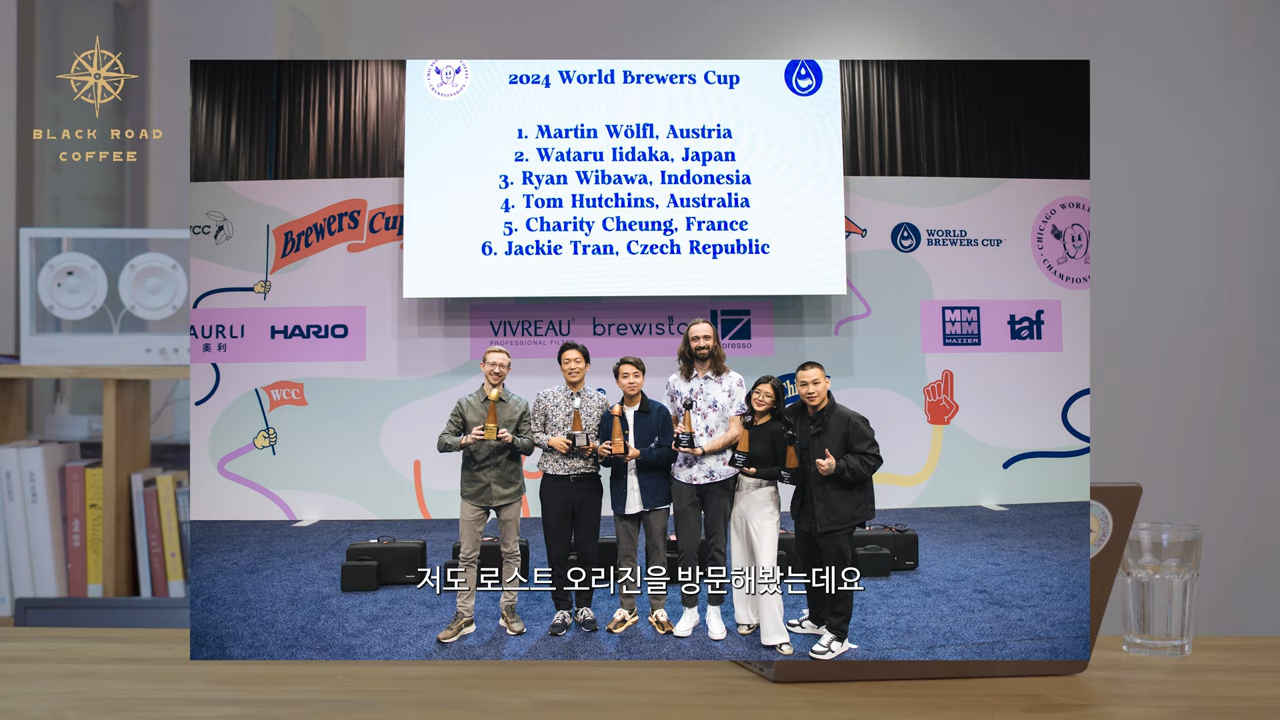 BLACK ROAD
COFFEE
2024 World Brewers Cup
1. Martin Wölfl, Austria
2. Wataru Iidaka, Japan
3. Ryan Wibawa, Indonesia
4. Tom Hutchins, Australia
5. Charity Cheung, France
6. Jackie Tran, Czech Republic
Brewers Cup
WORLD
BREWERS CUP
CHICAGO WORLD
AURLI
奥利
HARIO
VIVREAU
PROFESSIONAL FILTER
brewista
MAZZER
taf
WCC
저도 로스트 오리진을 방문해봤는데요